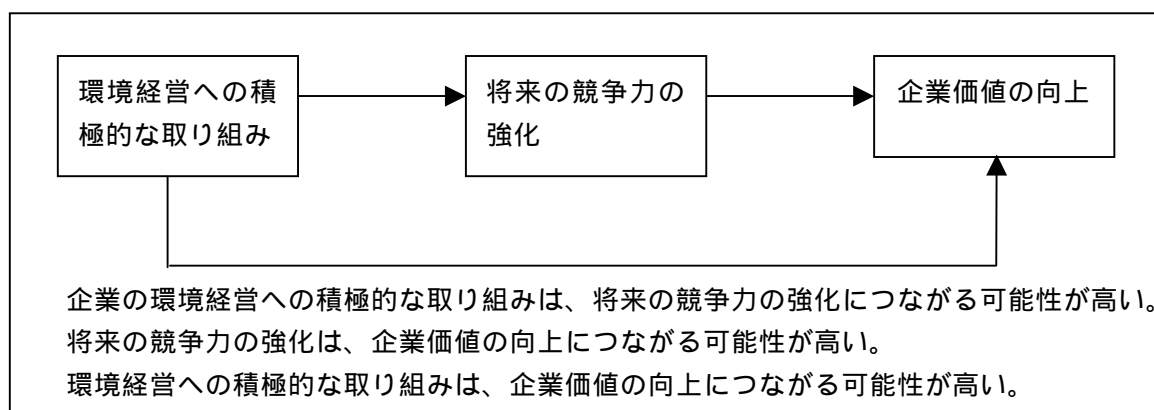 環境経営への積
極的な取り組み
将来の競争力の
強化
企業価値の向上
企業の環境経営への積極的な取り組みは、将来の競争力の強化につながる可能性が高い。
将来の競争力の強化は、企業価値の向上につながる可能性が高い。
環境経営への積極的な取り組みは、企業価値の向上につながる可能性が高い。